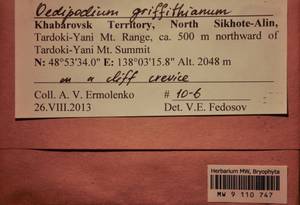 Oedipodium griffithianum
Khabarovsk Territory, North Sikhote-Alin,
Tardoki-Yani Mt. Range, ca. 500 m northward of
Tardoki-Yani Mt. Summit
N: 48°53'34.0" E: 138°03'15.8" Alt. 2048 m
on a cliff crevice
Coll. A. V. Ermolenko # 10-6
26.VIII.2013 Det. V.E. Fedosov
Herbarium MW, Bryophyta
MW 9 110 747